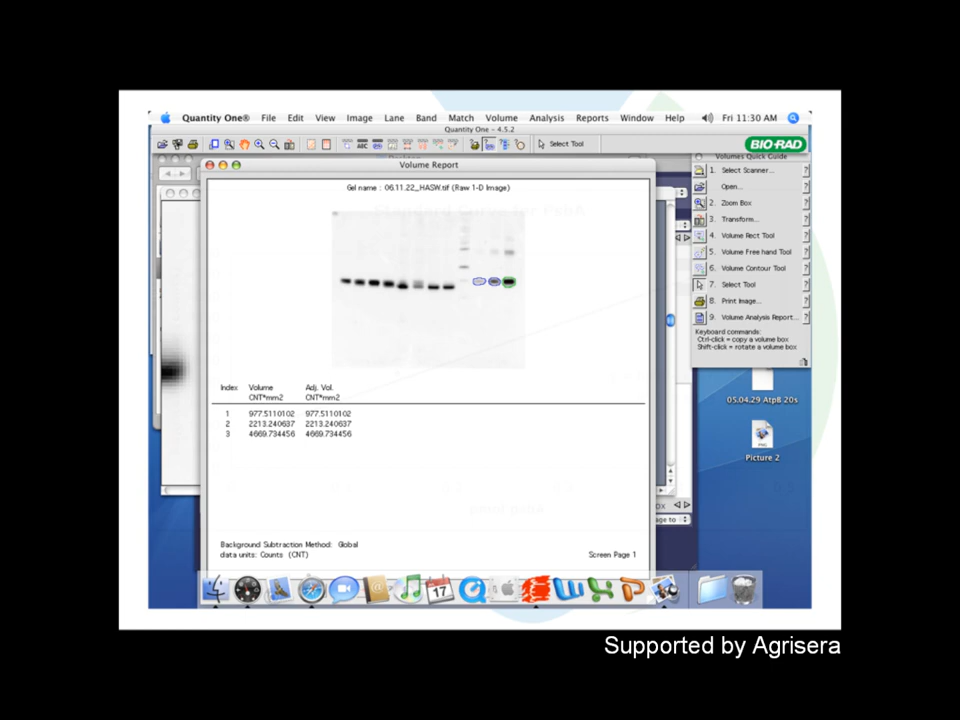 Quantity One® File Edit View Image Lane Band Match Volume Analysis Reports Window Help Fri 11:30 AM
Quantity One - 4.5.2
ABC
Select Tool
BIO-RAD
Volume Report
Volumes Quick Guide
Gel name : 06.11.22_HASW.tif (Raw 1-D Image)
1. Select Scanner... ?
Open... ?
2. Zoom Box ?
3. Transform... ?
4. Volume Rect Tool ?
5. Volume Free hand Tool ?
6. Volume Contour Tool ?
7. Select Tool ?
8. Print Image... ?
9. Volume Analysis Report... ?
Keyboard commands:
Ctrl-click = copy a volume box
Shift-click = rotate a volume box
Index Volume Adj. Vol.
CNT*mm2 CNT*mm2
1 977.5110102 977.5110102
2 2213.240637 2213.240637
3 4669.734456 4669.734456
05.04.29 AtpB 20s
Picture 2
Background Subtraction Method: Global
data units: Counts (CNT)
Screen Page 1
17
Supported by Agrisera